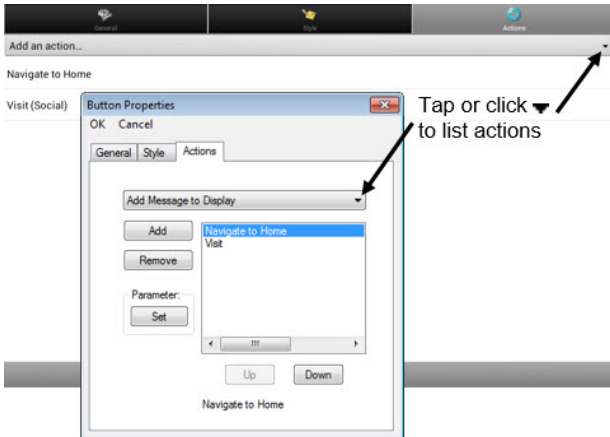 General Style Actions
Add an action...
Navigate to Home
Visit (Social)
Tap or click
to list actions
Button Properties
OK Cancel
General Style Actions
Add Message to Display
Add
Remove
Navigate to Home
Visit
Parameter:
Set
Up Down
Navigate to Home